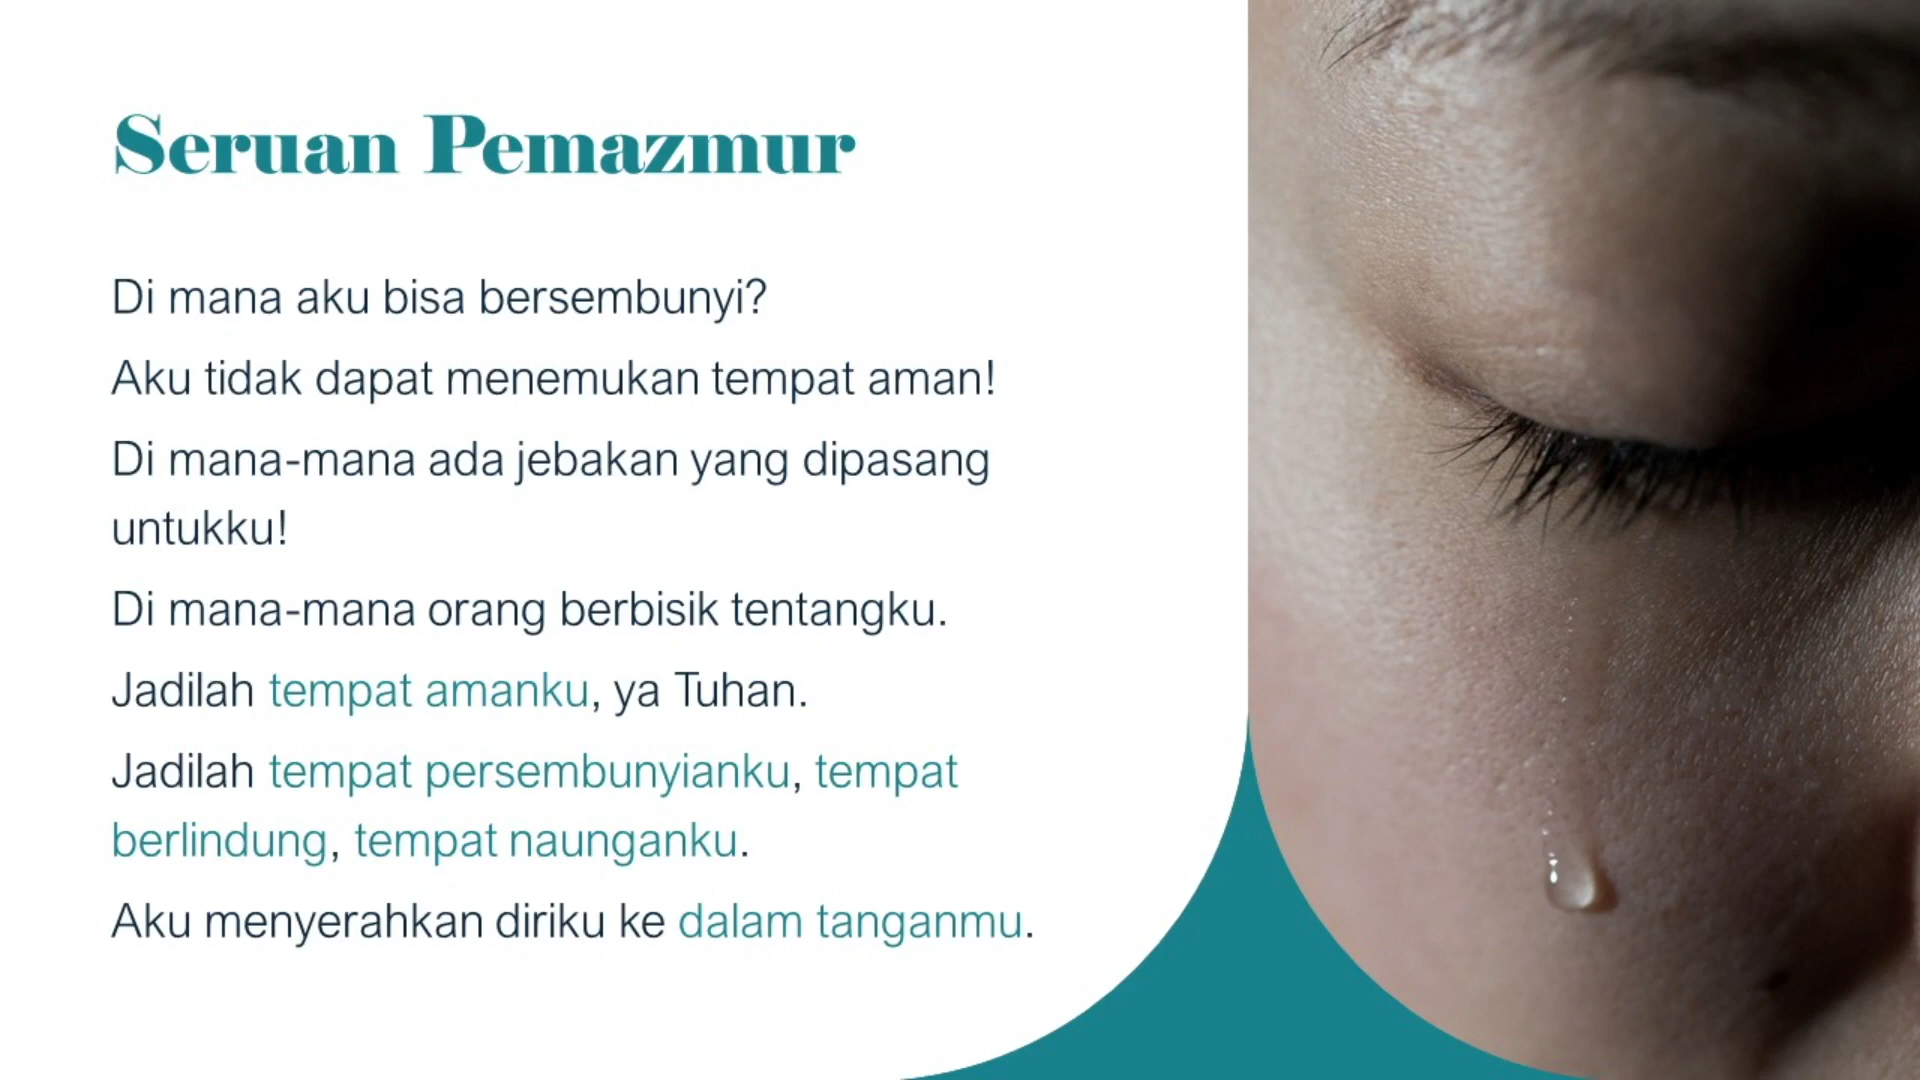 Seruan Pemazmur
Di mana aku bisa bersembunyi?
Aku tidak dapat menemukan tempat aman!
Di mana-mana ada jebakan yang dipasang
untukku!
Di mana-mana orang berbisik tentangku.
Jadilah tempat amanku, ya Tuhan.
Jadilah tempat persembunyianku, tempat
berlindung, tempat naunganku.
Aku menyerahkan diriku ke dalam tanganmu.